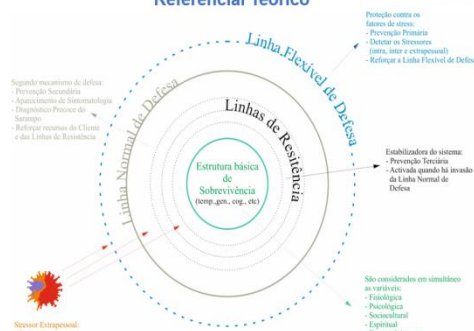 Referencial Teórico
Proteção contra os
fatores de stress:
- Prevenção Primária
- Detetar os Stressores
(intra, inter e extrapessoal)
- Reforçar a Linha Flexível de Defesa
Linha Flexível de Defesa
Linha Normal de Defesa
Linhas de Resitência
Segundo mecanismo de defesa:
- Prevenção Secundária
- Aparecimento de Sintomatologia
- Diagnóstico Precoce do
Sarampo
- Reforçar recursos do Cliente
e das Linhas de Resistência
Estrutura básica
de
Sobrevivência
(temp.,gen., cog., etc)
Estabilizadora do sistema:
- Prevenção Terciária
- Activada quando há invasão
da Linha Normal de
Defesa
São considerados em simultâneo
as variáveis:
- Fisiológica
- Psicológica
- Sociocultural
- Espiritual
Stressor Extrapessoal: